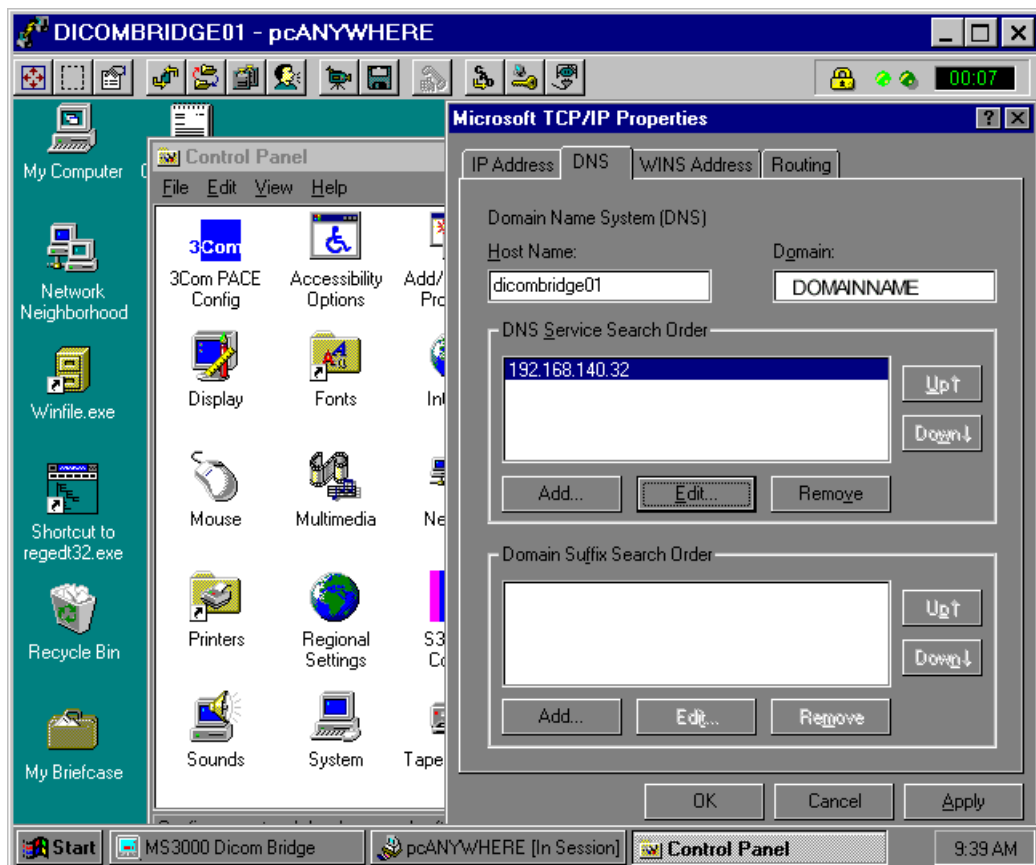 DICOMBRIDGE01 - pcANYWHERE
00:07
My Computer
Network
Neighborhood
Winfile.exe
Shortcut to
regedt32.exe
Recycle Bin
My Briefcase
Control Panel
File Edit View Help
3Com
3Com PACE
Config
Accessibility
Options
Add/
Display
Fonts
Mouse
Multimedia
Printers
Regional
Settings
Sounds
System
Tape
Microsoft TCP/IP Properties
IP Address DNS WINS Address Routing
Domain Name System (DNS)
Host Name: Domain:
dicombridge01 DOMAINNAME
DNS Service Search Order
192.168.140.32
Up↑
Down↓
Add... Edit... Remove
Domain Suffix Search Order
Up↑
Down↓
Add... Edit... Remove
OK Cancel Apply
Start MS3000 Dicom Bridge pcANYWHERE [In Session] Control Panel 9:39 AM